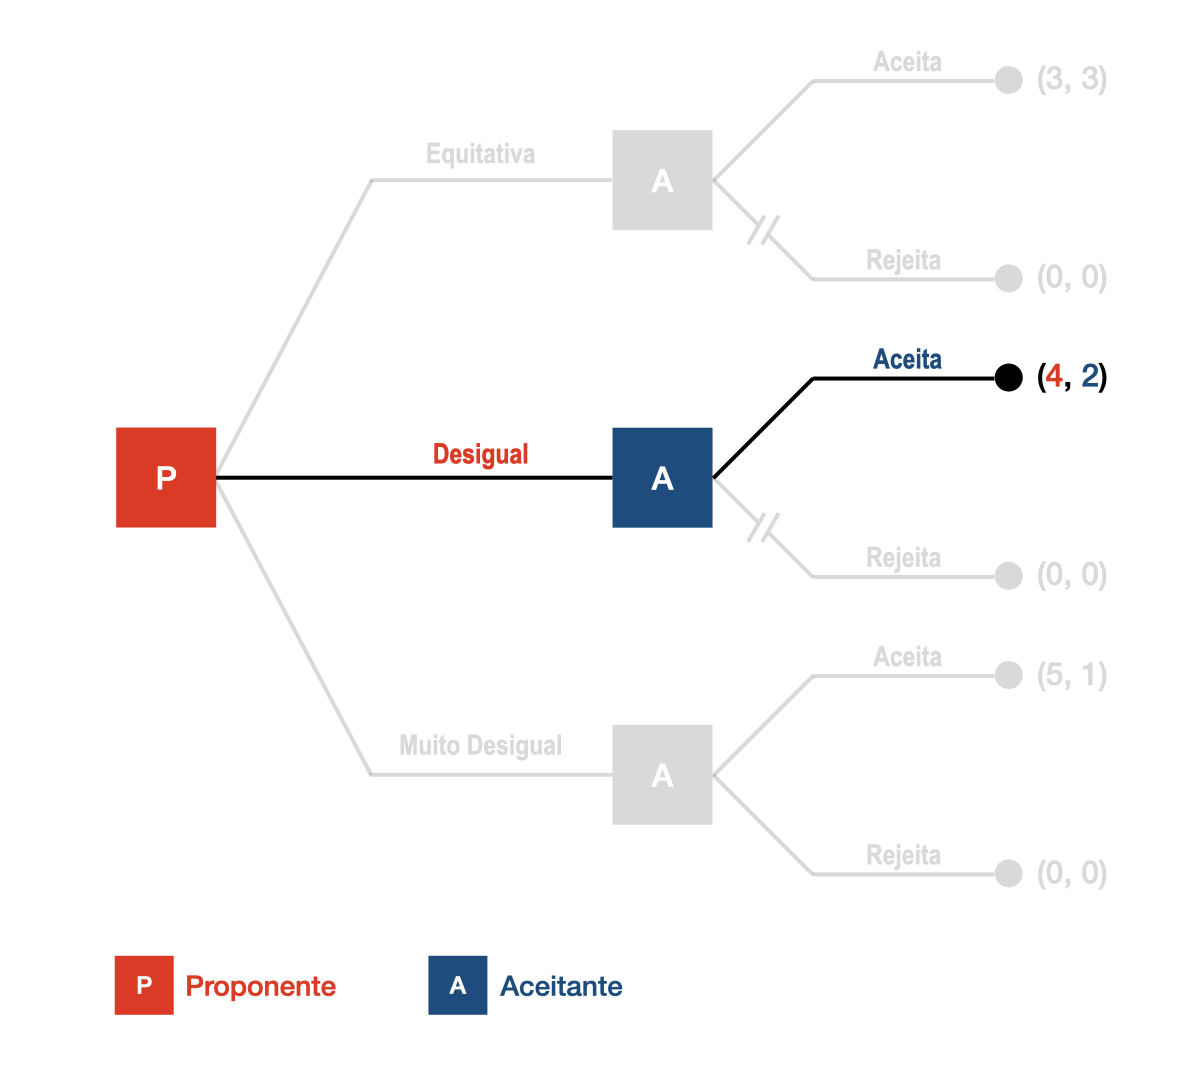 Aceita
(3, 3)
Equitativa
A
Rejeita
(0, 0)
Aceita
(4, 2)
Desigual
P
A
Rejeita
(0, 0)
Aceita
(5, 1)
Muito Desigual
A
Rejeita
(0, 0)
P Proponente
A Aceitante